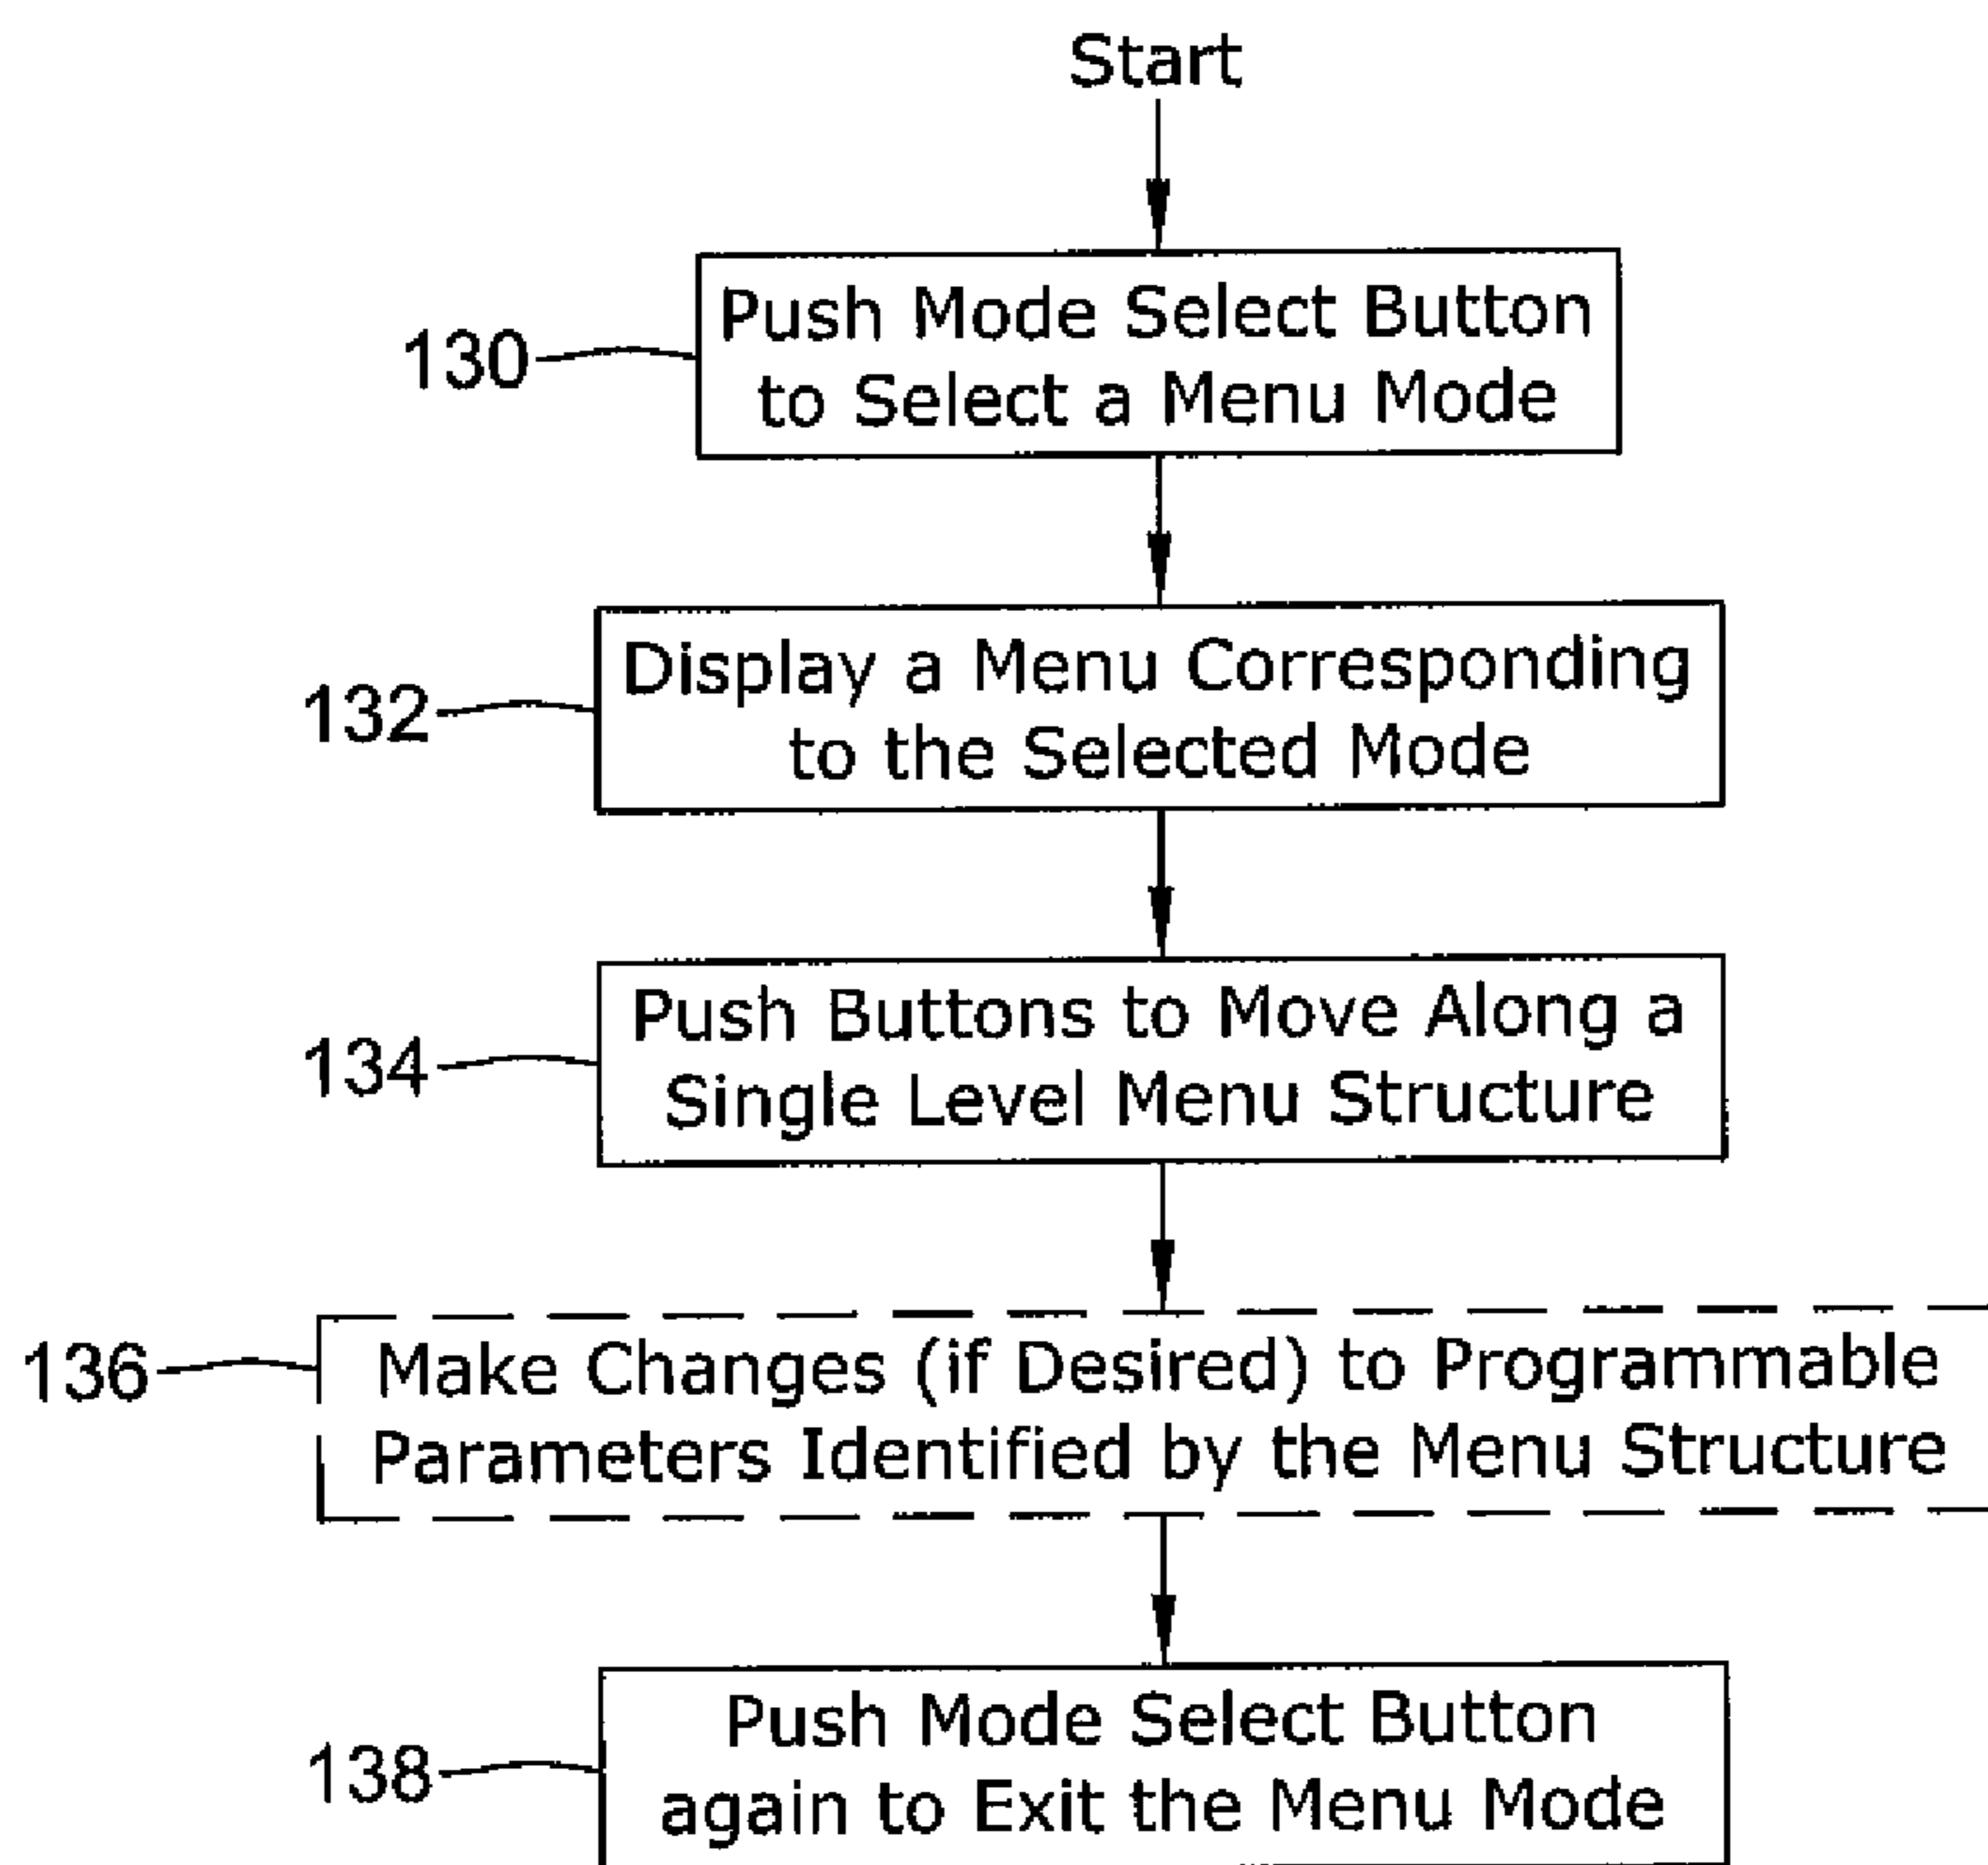 Start
130
Push Mode Select Button
to Select a Menu Mode
132
Display a Menu Corresponding
to the Selected Mode
134
Push Buttons to Move Along a
Single Level Menu Structure
136
Make Changes (if Desired) to Programmable
Parameters Identified by the Menu Structure
138
Push Mode Select Button
again to Exit the Menu Mode